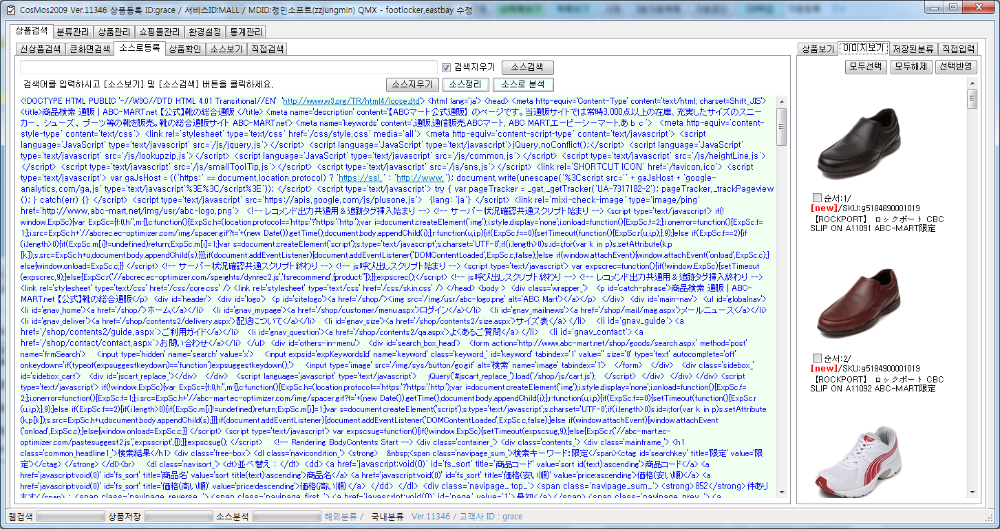 CosMos2009 Ver.11346 상품등록 ID:grace / 서비스ID:MALL / MDID:정민소프트(zzjungmin) QMX - footlocker,eastbay 수정
상품검색 분류관리 상품관리 쇼핑몰관리 환경설정 통계관리
신상품검색 큰화면검색 소스로등록 상품확인 소스보기 직접검색
검색지우기 소스검색
검색어를 입력하시고 [소스보기] 및 [소스검색] 버튼을 클릭하세요.
소스지우기 소스정리 소스로 분석
<!DOCTYPE HTML PUBLIC '-//W3C//DTD HTML 4.01 Transitional//EN' 'http://www.w3.org/TR/html4/loose.dtd'> <html lang='ja'> <head> <meta http-equiv='Content-Type' content='text/html; charset=Shift_JIS'>
<title>商品検索 通販 | ABC-MART.net 【公式】靴の総合通販 </title> <meta name='description' content='【ABCマート公式通販】 のページです。当通販サイトでは常時3,000点以上の在庫、充実したサイズのスニー
カー、シューズ、ブーツ等の靴を販売。靴の総合通販サイト ABC-MART.net'> <meta name='keywords' content=',通販,通信販売,ABCマート, ABC MART,エービーシーマート,あｂｃ'> <meta http-equiv='content-
style-type' content='text/css'> <link rel='stylesheet' type='text/css' href='/css/style.css' media='all'> <meta http-equiv='content-script-type' content='text/javascript'> <script
language='JavaScript' type='text/javascript' src='/js/jquery.js'></script> <script language='JavaScript' type='text/javascript'>jQuery.noConflict();</script> <script language='JavaScript'
type='text/javascript' src='/js/lookupzip.js'></script> <script language='JavaScript' type='text/javascript' src='/js/common.js'></script> <script type='text/javascript' src='/js/heightLine.js'>
</script> <script type='text/javascript' src='/js/smallToolTip.js'></script> <script type='text/javascript' src='/js/sns.js'></script> <link rel='SHORTCUT ICON' href='/favicon.ico'> <script
type='text/javascript'> var gaJsHost = (('https:' == document.location.protocol) ? 'https://ssl.' : 'http://www.'); document.write(unescape('%3Cscript src='' + gaJsHost + 'google-
analytics.com/ga.js' type='text/javascript'%3E%3C/script%3E')); </script> <script type='text/javascript'> try { var pageTracker = _gat._getTracker('UA-7317182-2'); pageTracker._trackPageview
(); } catch(err) {} </script> <script type='text/javascript' src='https://apis.google.com/js/plusone.js'> {lang: 'ja'} </script> <link rel='mixi-check-image' type='image/ping'
href='http://www.abc-mart.net/img/usr/abc-logo.png'> <!-- レコメンド出力共通用＆追跡タグ挿入始まり --> <!-- サーバー状況確認共通スクリプト始まり --> <script type='text/javascript'> if(!
window.ExpSc){var ExpSc={f:0,h:'',m:{},c:function(){ExpSc.h=(location.protocol=='https:'?'https:':'http:');var i=document.createElement('img');i.style.display='none';i.onload=function(){ExpSc.f=2;};i.onerror=function(){ExpSc.f=
1;};i.src=ExpSc.h+'//abcrec.ec-optimizer.com/img/spacer.gif?t='+(new Date()).getTime();document.body.appendChild(i);},r:function(u,i,p){if(ExpSc.f==0){setTimeout(function(){ExpSc.r(u,i,p);},9);}else if(ExpSc.f==2){if
(i.length>0){if(ExpSc.m[i]!=undefined)return;ExpSc.m[i]=1;}var s=document.createElement('script');s.type='text/javascript';s.charset='UTF-8';if(i.length>0)s.id=i;for(var k in p)s.setAttribute(k,p
[k]);s.src=ExpSc.h+u;document.body.appendChild(s);}}};if(document.addEventListener){document.addEventListener('DOMContentLoaded',ExpSc.c,false);}else if(window.attachEvent){window.attachEvent('onload',ExpSc.c);}
else{window.onload=ExpSc.c;}} </script> <!-- サーバー状況確認共通スクリプト終わり --> <!-- js呼び出しスクリプト始まり --> <script type='text/javascript'> var expscrec=function(){if(!window.ExpSc){setTimeout
(expscrec,9);}else{ExpSc.r('//abcrec.ec-optimizer.com/speights/dynrec2.js','fsrecommend',{product:''});}};expscrec();</script> <!-- js呼び出しスクリプト終わり --> <!-- レコメンド出力共通用＆追跡タグ挿入終わり -->
<link rel='stylesheet' type='text/css' href='/css/core.css' /> <link rel='stylesheet' type='text/css' href='/css/skin.css' /> </head> <body > <div class='wrapper_'> <p id='catch-phrase'>商品検索 通販 | ABC-
MART.net 【公式】靴の総合通販</p> <div id='header'> <div id='logo'> <p id='sitelogo'><a href='/shop/'><img src='/img/usr/abc-logo.png' alt='ABC Mart'></a></p> </div> <div id='main-nav'> <ul id='globalnav'>
<li id='gnav_home'><a href='/shop/'>ホーム</a></li> <li id='gnav_mypage'><a href='/shop/customer/menu.aspx'>ログイン</a></li> <li id='gnav_mailnews'><a href='/shop/mail/mag.aspx'>メールニュース</a></li>
<li id='gnav_deliver'><a href='/shop/contents2/delivery.aspx'>配送について</a></li> <li id='gnav_size'><a href='/shop/contents2/size.aspx'>サイズ表</a></li> <li id='gnav_guide'><a
href='/shop/contents2/guide.aspx'>ご利用ガイド</a></li> <li id='gnav_question'><a href='/shop/contents2/qa.aspx'>よくあるご質問</a></li> <li id='gnav_contact'><a
href='/shop/contact/contact.aspx'>お問い合わせ</a></li> </ul> <div id='others-in-menu'> <div id='search_box_head'> <form action='http://www.abc-mart.net/shop/goods/search.aspx' method='post'
name='frmSearch'> <input type='hidden' name='search' value='x'> <input expsid='expKeywordsId' name='keyword' class='keyword_' id='keyword' tabindex='1' value='' size='8' type='text' autocomplete='off'
onkeydown='if(typeof(expsuggestkeydown)=='function')expsuggestkeydown();'> <input type='image' src='/img/sys/button/go.gif' alt='検索' name='image' tabindex='1'> </form> </div> <div class='sidebox_'
id='sidebox_cart'> <div id='jscart_replace_'></div> </div> <script language='javascript' type='text/javascript'> jQuery('#jscart_replace_').load('/shop/js/cart.js'); </script> </div> </div> </div> <script
type='text/javascript'> if(!window.ExpSc){var ExpSc={f:0,h:'',m:{},c:function(){ExpSc.h=(location.protocol=='https:'?'https:':'http:');var i=document.createElement('img');i.style.display='none';i.onload=function(){ExpSc.f=
2;};i.onerror=function(){ExpSc.f=1;};i.src=ExpSc.h+'//abc-mart.ec-optimizer.com/img/spacer.gif?t='+(new Date()).getTime();document.body.appendChild(i);},r:function(u,i,p){if(ExpSc.f==0){setTimeout(function(){ExpSc.r
(u,i,p);},9);}else if(ExpSc.f==2){if(i.length>0){if(ExpSc.m[i]!=undefined)return;ExpSc.m[i]=1;}var s=document.createElement('script');s.type='text/javascript';s.charset='UTF-8';if(i.length>0)s.id=i;for(var k in p)s.setAttribute
(k,p[k]);s.src=ExpSc.h+u;document.body.appendChild(s);}}};if(document.addEventListener){document.addEventListener('DOMContentLoaded',ExpSc.c,false);}else if(window.attachEvent){window.attachEvent
('onload',ExpSc.c);}else{window.onload=ExpSc.c;}} </script> <script type='text/javascript'> var expscsug=function(){if(!window.ExpSc){setTimeout(expscsug,9);}else{ExpSc.r('//abc-mart.ec-
optimizer.com/pastesuggest2.js','expsscript',{});}};expscsug(); </script> <!-- Rendering BodyContents Start --> <div class='container_'> <div class='contents_'> <div class='mainframe_'> <h1
class='common_headline1_'>検索結果</h1> <div class='free-box'> <dl class='navicondition_'> <strong> &nbsp;<span class='navipage_sum_'>検索キーワード:限定</span><ctag id='searchkey' title='限定' value='限
定'></ctag> </strong> </dl><br> <dl class='navisort_'> <dt>並べ替え：</dt> <dd><a href='javascript:void(0)' id='fs_sort' title='商品コード' value='sort id(text):ascending'>商品コード</a> <a
href='javascript:void(0)' id='fs_sort' title='商品名' value='sort title(text):ascending'>商品名</a> <a href='javascript:void(0)' id='fs_sort' title='価格(安い順)' value='price:ascending'>価格(安い順)</a> <a
href='javascript:void(0)' id='fs_sort' title='価格(高い順)' value='price:descending'>価格(高い順)</a> </dd> </dl> <div class='navipage_ top_'><span class='navipage_sum_'><strong>852</strong>件あり
ます</span>：<span class='navipage_reverse_'><span class='navipage_first_'><a href='javascript:void(0)' id='page' value='1'>最初</a></span><span class='navipage_prev_'><a
상품보기 이미지보기 저장된분류 직접입력
모두선택 모두해제 선택반영
순서:1/
[new]/SKU:g5184890001019
【ROCKPORT】 ロックポート CBC
SLIP ON A11091 ABC-MART限定
순서:2/
[new]/SKU:g5184900001019
【ROCKPORT】 ロックポート CBC
SLIP ON A11092 ABC-MART限定
웹검색 상품저장 소스분석 해외분류 / 국내분류 Ver.11346 / 고객사 ID : grace